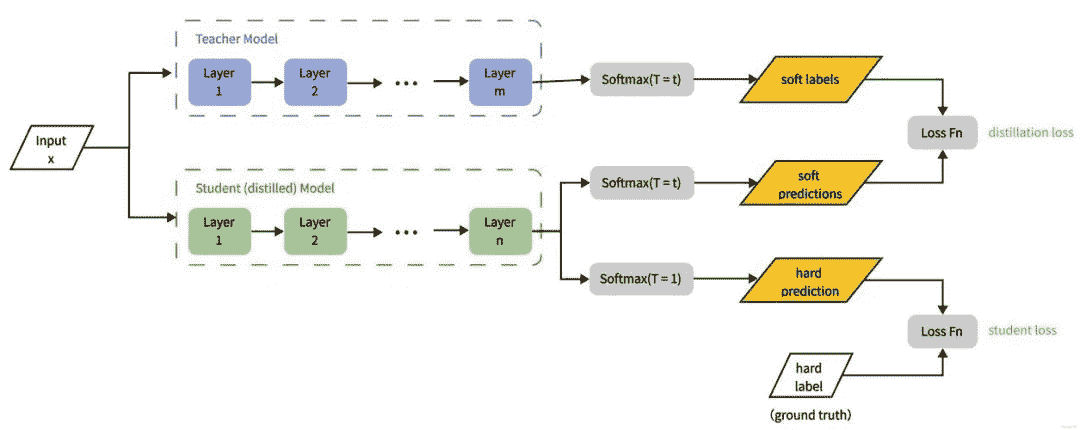 Teacher Model
Layer
1
Layer
2
...
Layer
m
Softmax(T = t)
soft labels
Input
x
Loss Fn
distillation loss
Student (distilled) Model
Layer
1
Layer
2
...
Layer
n
Softmax(T = t)
soft
predictions
Softmax(T = 1)
hard
prediction
Loss Fn
student loss
hard
label
(ground truth)